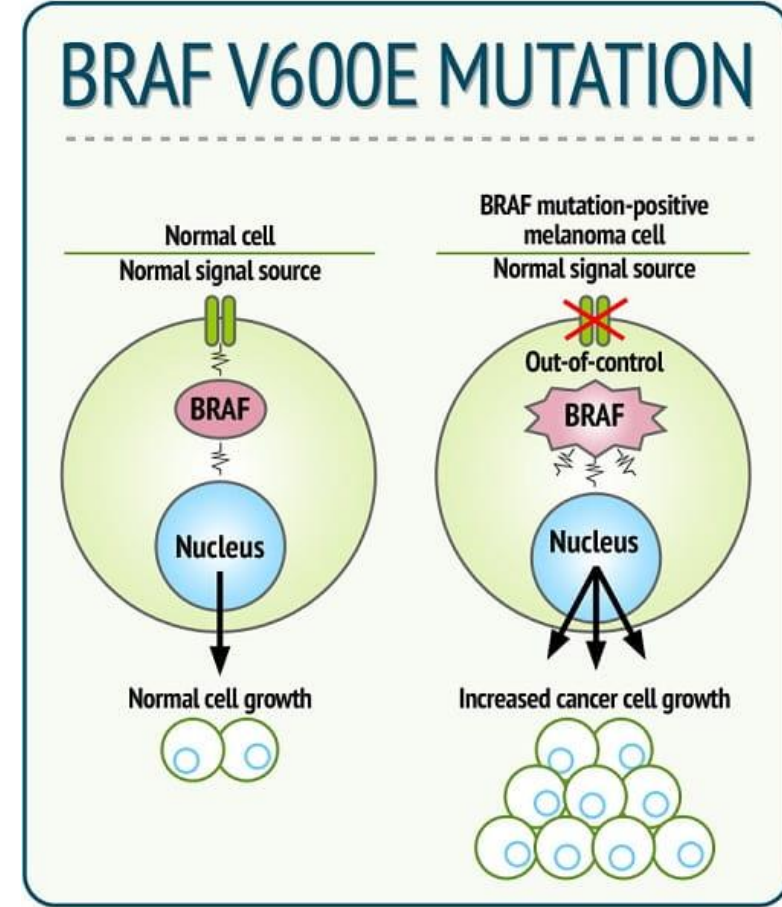 BRAF V600E MUTATION
Normal cell
Normal signal source
BRAF
Nucleus
Normal cell growth
BRAF mutation-positive
melanoma cell
Normal signal source
Out-of-control
BRAF
Nucleus
Increased cancer cell growth